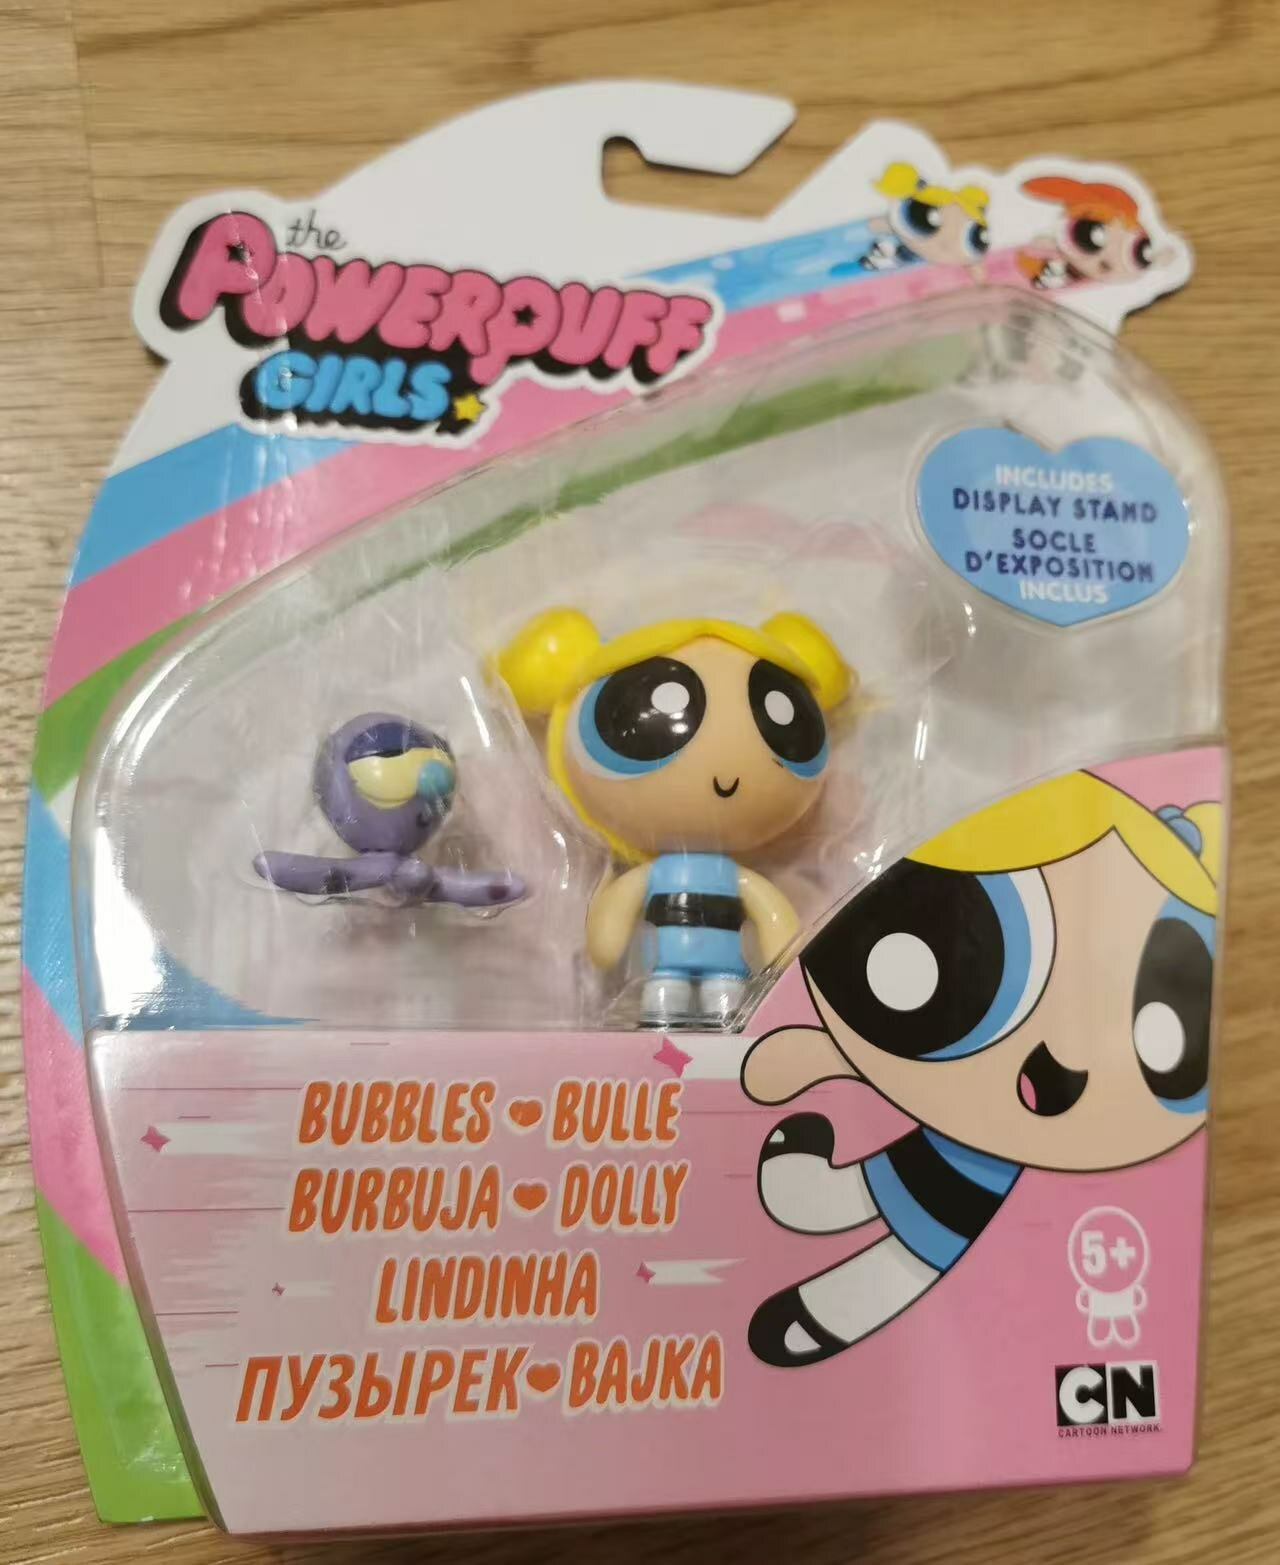 the
POWERPUFF
GIRLS
INCLUDES
DISPLAY STAND
SOCLE
D'EXPOSITION
INCLUS
BUBBLES ♥ BULLE
BURBUJA ♥ DOLLY
LINDINHA
ПУЗЫРЕК ♥ BAJKA
5+
CN
CARTOON NETWORK